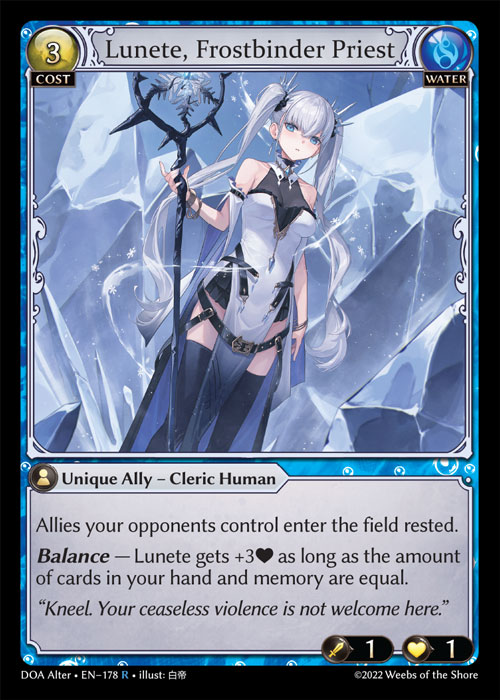 3
Lunete, Frostbinder Priest
COST
WATER
Unique Ally – Cleric Human
Allies your opponents control enter the field rested.
Balance — Lunete gets +3♥ as long as the amount
of cards in your hand and memory are equal.
“Kneel. Your ceaseless violence is not welcome here.”
1
1
DOA Alter • EN–178 R • illust: 白帝
©2022 Weebs of the Shore